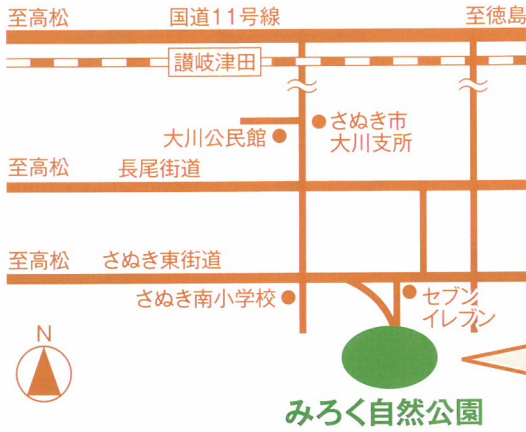 至高松
国道11号線
至徳島
讃岐津田
さぬき市
大川支所
大川公民館
至高松
長尾街道
至高松
さぬき東街道
さぬき南小学校
セブン
イレブン
N
みろく自然公園